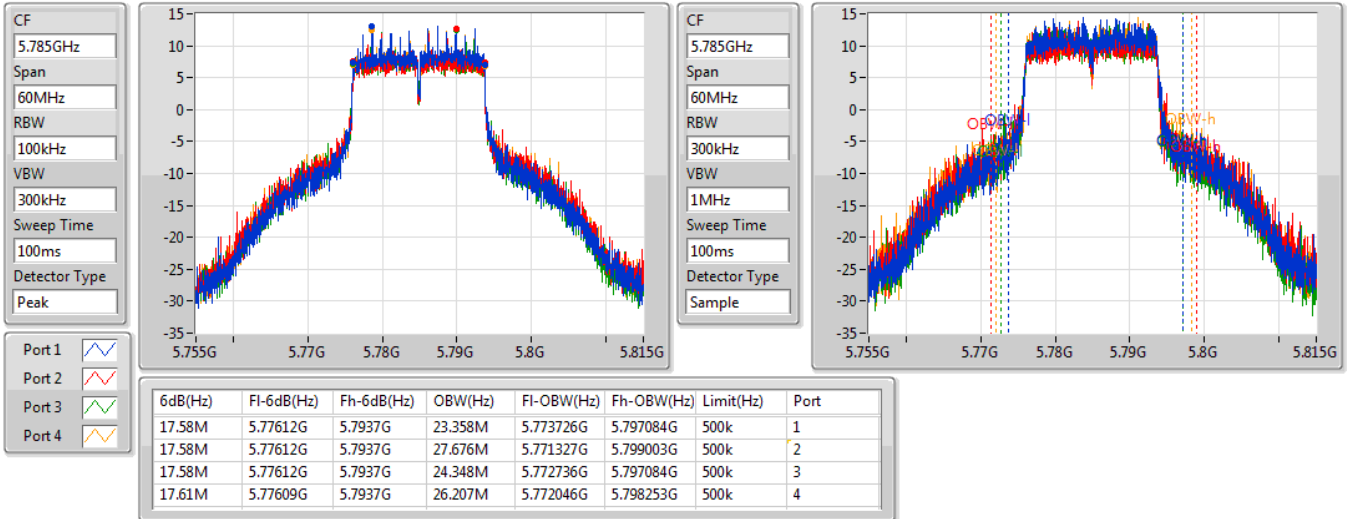 CF
5.785GHz
Span
60MHz
RBW
100kHz
VBW
300kHz
Sweep Time
100ms
Detector Type
Peak
Port 1
Port 2
Port 3
Port 4
15
10
5
0
-5
-10
-15
-20
-25
-30
-35
5.755G 5.77G 5.78G 5.79G 5.8G 5.815G
CF
5.785GHz
Span
60MHz
RBW
300kHz
VBW
1MHz
Sweep Time
100ms
Detector Type
Sample
15
10
5
0
-5
-10
-15
-20
-25
-30
-35
OBW-h
5.755G 5.77G 5.78G 5.79G 5.8G 5.815G
6dB(Hz) Fl-6dB(Hz) Fh-6dB(Hz) OBW(Hz) Fl-OBW(Hz) Fh-OBW(Hz) Limit(Hz) Port
17.58M 5.77612G 5.7937G 23.358M 5.773726G 5.797084G 500k 1
17.58M 5.77612G 5.7937G 27.676M 5.771327G 5.799003G 500k 2
17.58M 5.77612G 5.7937G 24.348M 5.772736G 5.797084G 500k 3
17.61M 5.77609G 5.7937G 26.207M 5.772046G 5.798253G 500k 4